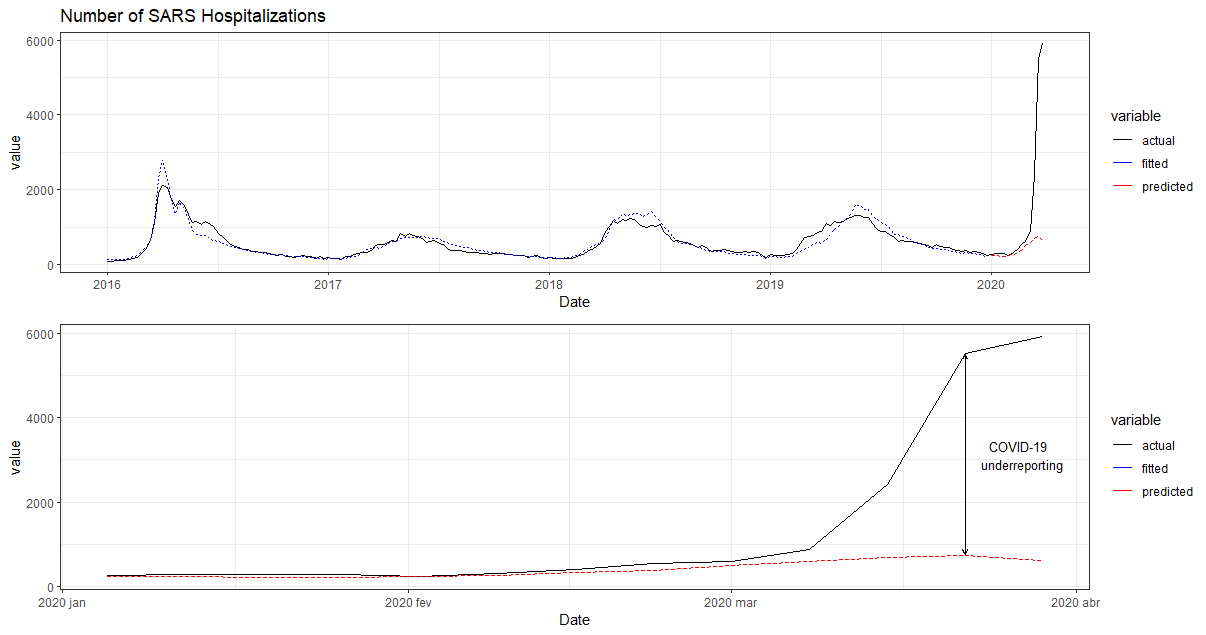 Number of SARS Hospitalizations
6000
4000
2000
0
value
2016
2017
2018
2019
2020
Date
variable
actual
fitted
predicted
6000
4000
2000
0
value
COVID-19
underreporting
2020 jan
2020 fev
2020 mar
2020 abr
Date
variable
actual
fitted
predicted